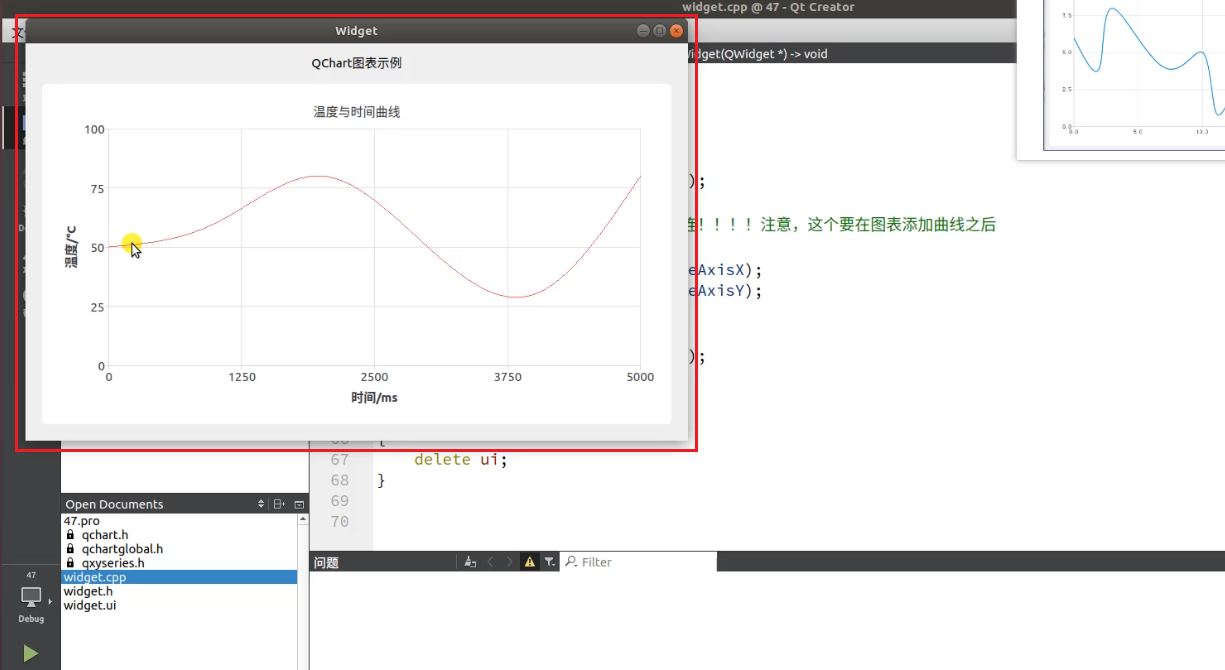 widget.cpp @ 47 - Qt Creator
Widget
idget(QWidget *) -> void
QChart图表示例
温度与时间曲线
100
75
50
25
0
温度/°C
0 1250 2500 3750 5000
时间/ms
7.5
5.0
2.5
0.0
0.0 5.0 10.0
);
连！！！！注意，这个要在图表添加曲线之后
eAxisX);
eAxisY);
);
{
67 delete ui;
68 }
69
70
Open Documents
47.pro
qchart.h
qchartglobal.h
qxyseries.h
widget.cpp
widget.h
widget.ui
47
Debug
问题
Filter